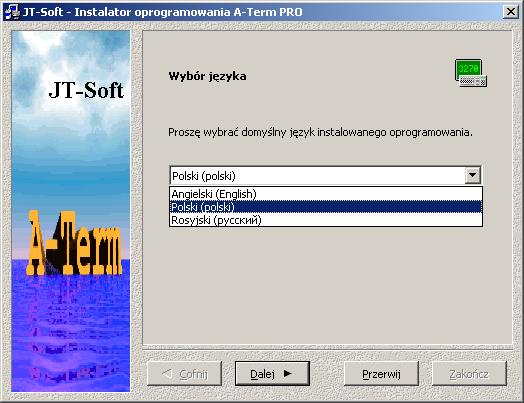 JT-Soft - Instalator oprogramowania A-Term PRO
JT-Soft
A-Term
Wybór języka
3270
Proszę wybrać domyślny język instalowanego oprogramowania.
Polski (polski)
Angielski (English)
Polski (polski)
Rosyjski (русский)
Cofnij
Dalej
Przerwij
Zakończ